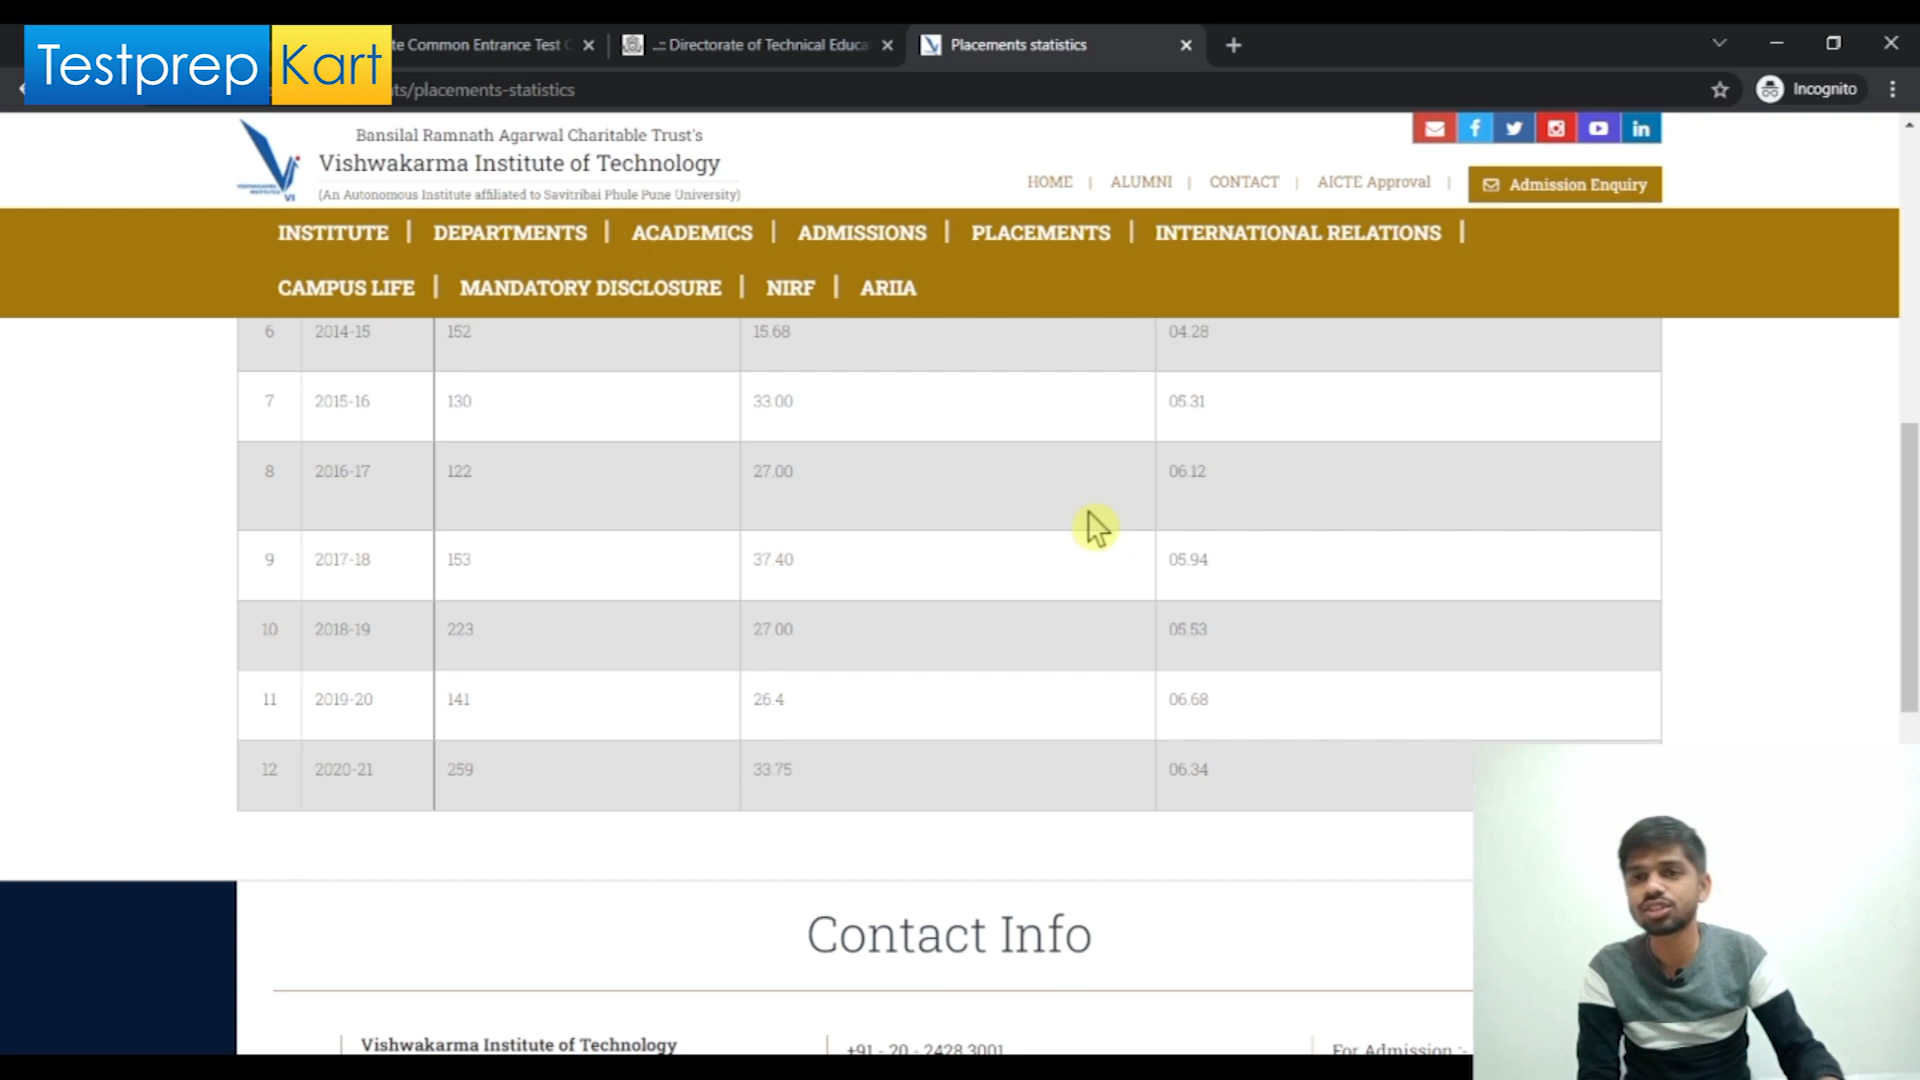 Testprep Kart
te Common Entrance Test C
..:: Directorate of Technical Educa
Placements statistics
ts/placements-statistics
Incognito
Bansilal Ramnath Agarwal Charitable Trust's
Vishwakarma Institute of Technology
(An Autonomous Institute affiliated to Savitribai Phule Pune University)
HOME | ALUMNI | CONTACT | AICTE Approval |
Admission Enquiry
INSTITUTE | DEPARTMENTS | ACADEMICS | ADMISSIONS | PLACEMENTS | INTERNATIONAL RELATIONS |
CAMPUS LIFE | MANDATORY DISCLOSURE | NIRF | ARIIA
6 2014-15 152 15.68 04.28
7 2015-16 130 33.00 05.31
8 2016-17 122 27.00 06.12
9 2017-18 153 37.40 05.94
10 2018-19 223 27.00 05.53
11 2019-20 141 26.4 06.68
12 2020-21 259 33.75 06.34
Contact Info
Vishwakarma Institute of Technology
+91 - 20 - 2428 3001
For Admission :-